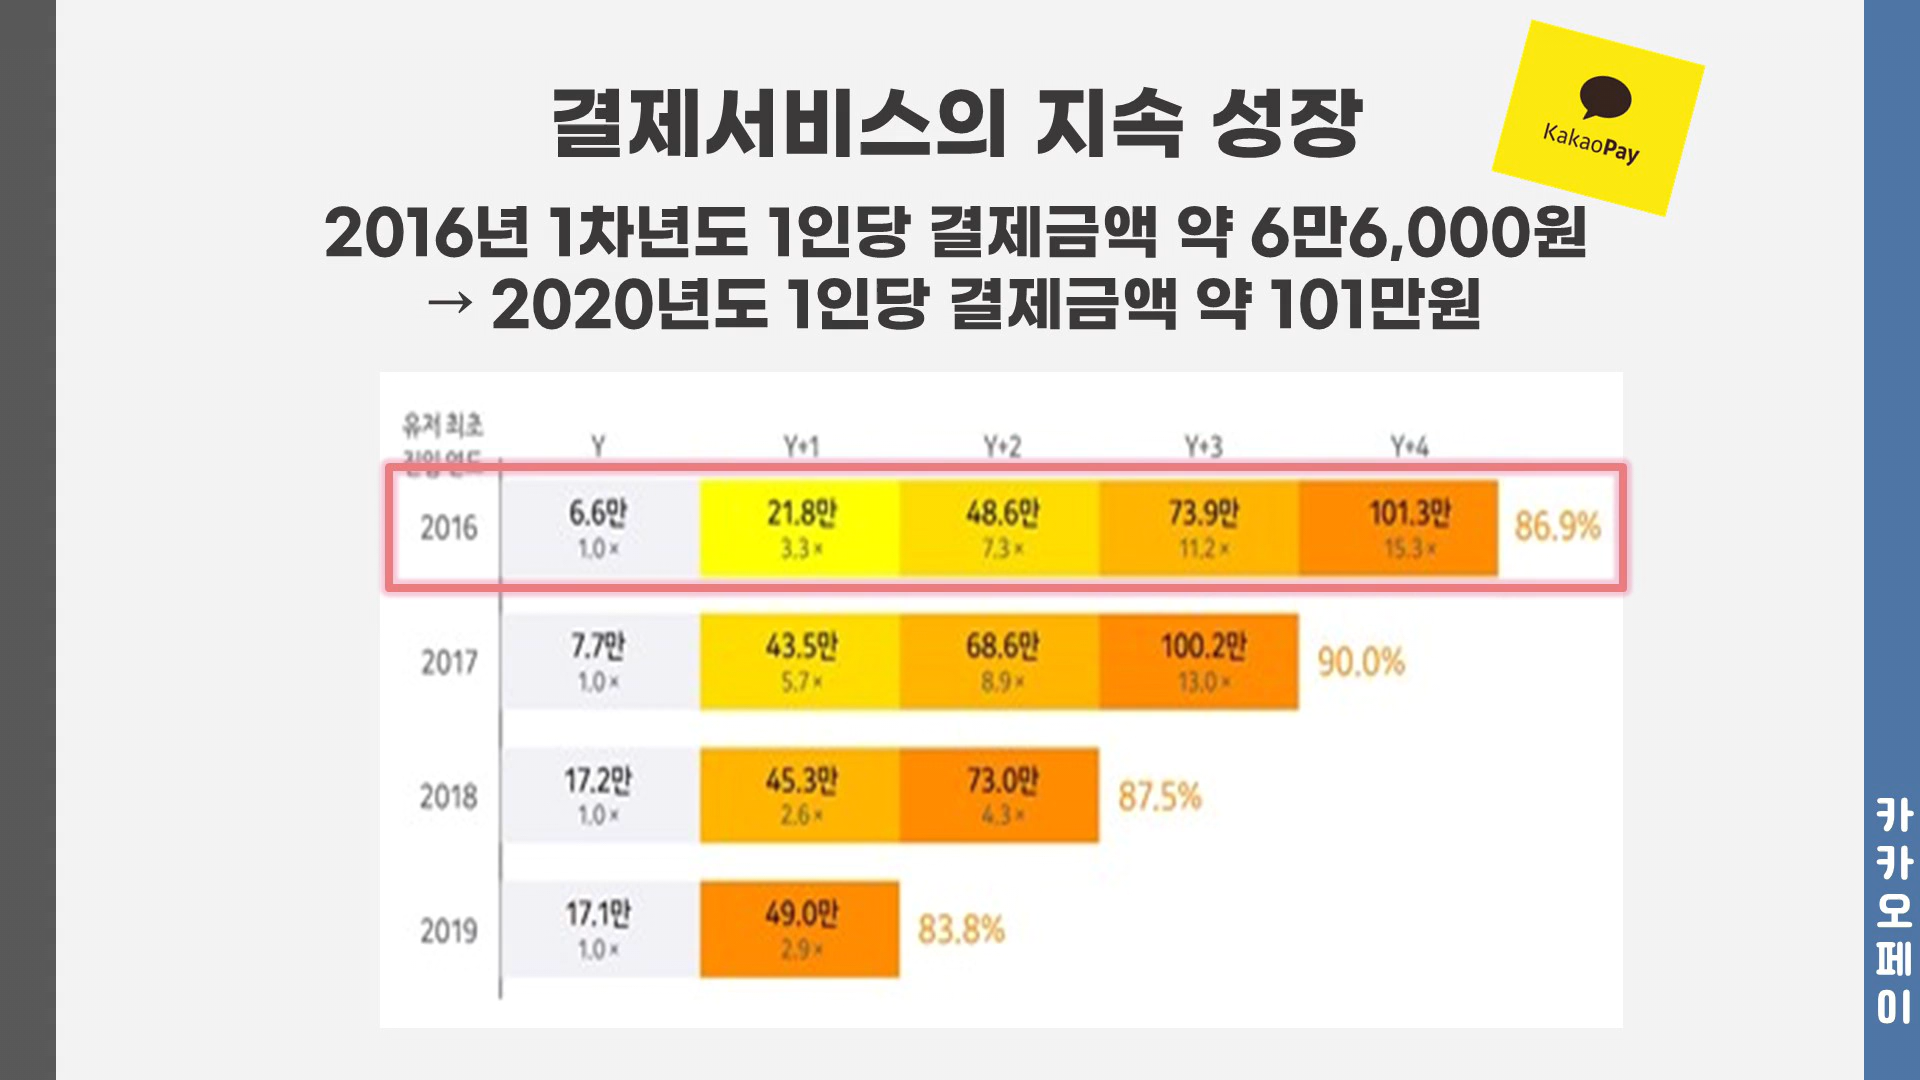 결제서비스의 지속 성장
KakaoPay
2016년 1차년도 1인당 결제금액 약 6만6,000원
→ 2020년도 1인당 결제금액 약 101만원
유저 최초
Y Y+1 Y+2 Y+3 Y+4
2016 6.6만 21.8만 48.6만 73.9만 101.3만 86.9%
1.0× 3.3× 7.3× 11.2× 15.3×
2017 7.7만 43.5만 68.6만 100.2만 90.0%
1.0× 5.7× 8.9× 13.0×
2018 17.2만 45.3만 73.0만 87.5%
1.0× 2.6× 4.3×
2019 17.1만 49.0만 83.8%
1.0× 2.9×
카카오페이